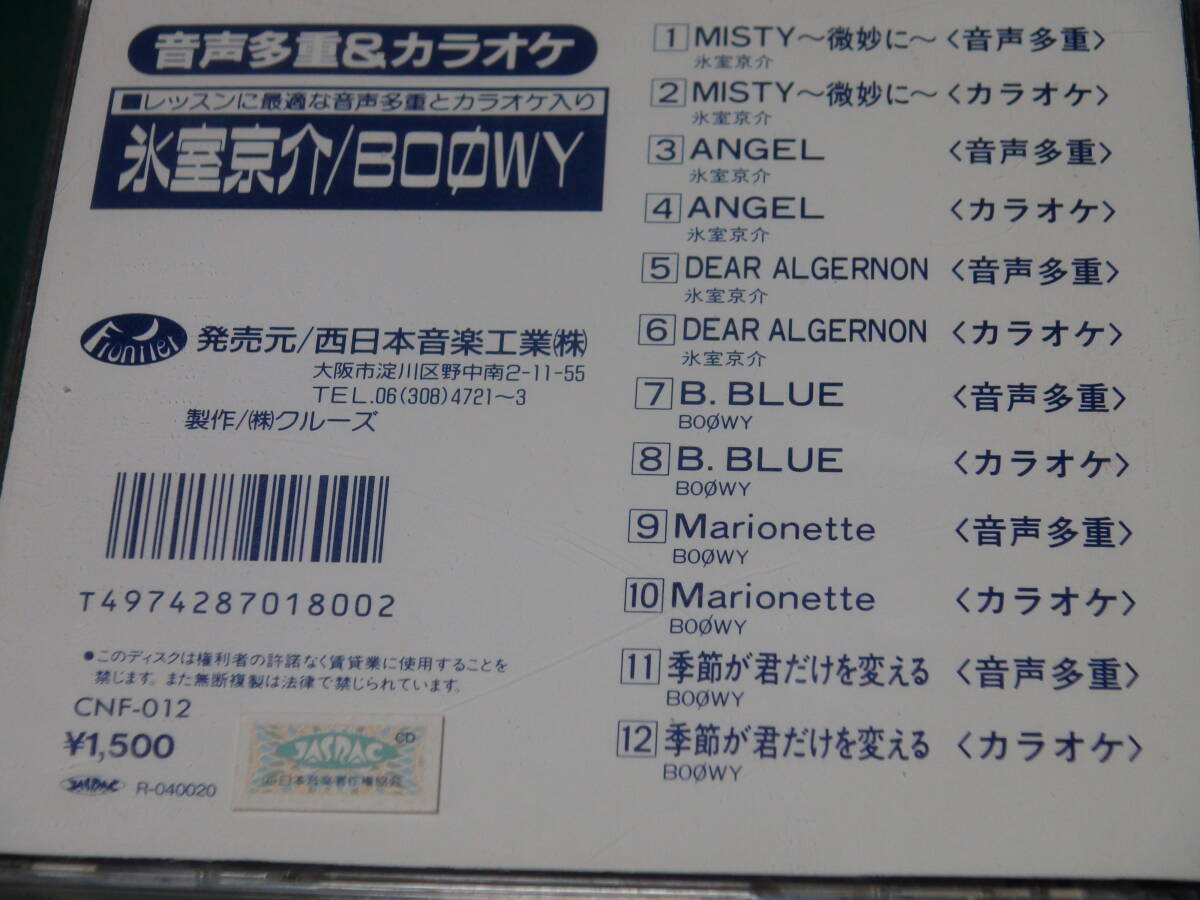 音声多重&カラオケ
■レッスンに最適な音声多重とカラオケ入り
氷室京介/BOØWY
Frontier
発売元/西日本音楽工業㈱
大阪市淀川区野中南2-11-55
TEL.06(308)4721〜3
製作/㈱クルーズ
T4974287018002
●このディスクは権利者の許諾なく賃貸業に使用することを
禁じます。また無断複製は法律で禁じられています。
CNF-012
¥1,500
JASRAC R-040020
JASRAC CD
日本音楽著作権協会
1 MISTY〜微妙に〜〈音声多重〉
氷室京介
2 MISTY〜微妙に〜〈カラオケ〉
氷室京介
3 ANGEL 〈音声多重〉
氷室京介
4 ANGEL 〈カラオケ〉
氷室京介
5 DEAR ALGERNON 〈音声多重〉
氷室京介
6 DEAR ALGERNON 〈カラオケ〉
氷室京介
7 B. BLUE 〈音声多重〉
BOØWY
8 B. BLUE 〈カラオケ〉
BOØWY
9 Marionette 〈音声多重〉
BOØWY
10 Marionette 〈カラオケ〉
BOØWY
11 季節が君だけを変える 〈音声多重〉
BOØWY
12 季節が君だけを変える 〈カラオケ〉
BOØWY